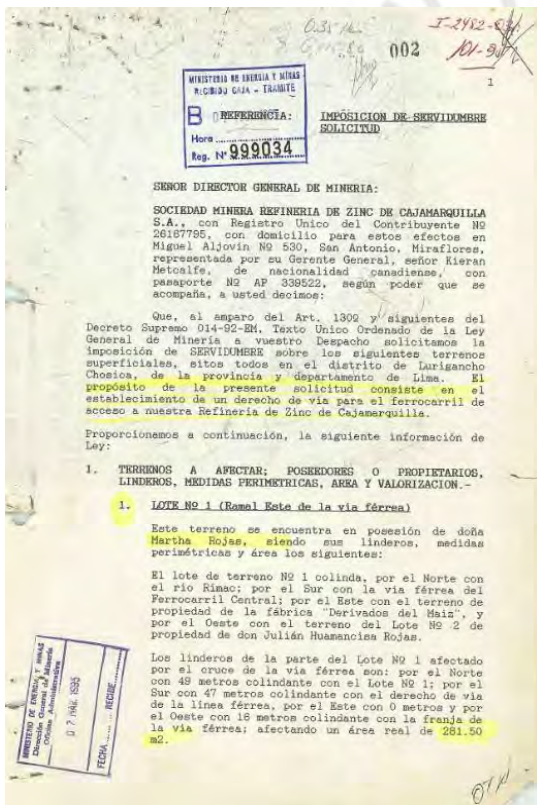 I-2482-
002
101-9
1
MINISTERIO DE ENERGIA Y MINAS
RECIBIDO CAJA - TRAMITE
B
Hora
Reg. Nº 999034
REFERENCIA: IMPOSICION DE SERVIDUMBRE
SOLICITUD
SEÑOR DIRECTOR GENERAL DE MINERIA:
SOCIEDAD MINERA REFINERIA DE ZINC DE CAJAMARQUILLA
S.A., con Registro Unico del Contribuyente Nº
26167795, con domicilio para estos efectos en
Miguel Aljovin Nº 530, San Antonio, Miraflores,
representada por su Gerente General, señor Kieran
Metcalfe, de nacionalidad canadiense, con
pasaporte Nº AP 339522, según poder que se
acompaña, a usted decimos:
Que, al amparo del Art. 130º y siguientes del
Decreto Supremo 014-92-EM, Texto Unico Ordenado de la Ley
General de Minería a vuestro Despacho solicitamos la
imposición de SERVIDUMBRE sobre los siguientes terrenos
superficiales, sitos todos en el distrito de Lurigancho
Chosica, de la provincia y departamento de Lima. El
propósito de la presente solicitud consiste en el
establecimiento de un derecho de vía para el ferrocarril de
acceso a nuestra Refinería de Zinc de Cajamarquilla.
Proporcionamos a continuación, la siguiente información de
Ley:
1. TERRENOS A AFECTAR; POSEEDORES O PROPIETARIOS,
LINDEROS, MEDIDAS PERIMETRICAS, AREA Y VALORIZACION.-
1. LOTE Nº 1 (Ramal Este de la vía férrea)
Este terreno se encuentra en posesión de doña
Martha Rojas, siendo sus linderos, medidas
perimétricas y área los siguientes:
El lote de terreno Nº 1 colinda, por el Norte con
el río Rímac; por el Sur con la vía férrea del
Ferrocarril Central; por el Este con el terreno de
propiedad de la fábrica "Derivados del Maíz", y
por el Oeste con el terreno del Lote Nº 2 de
propiedad de don Julián Huamancisa Rojas.
Los linderos de la parte del Lote Nº 1 afectado
por el cruce de la vía férrea son: por el Norte
con 49 metros colindante con el Lote Nº 1; por el
Sur con 47 metros colindante con el derecho de vía
de la línea férrea, por el Este con 0 metros y por
el Oeste con 16 metros colindante con la franja de
la vía férrea; afectando un área real de 281.50
m2.
MINISTERIO DE ENERGIA Y MINAS
Dirección General de Minería
Oficina Administrativa
07 MAR. 1995
FECHA RECIBE